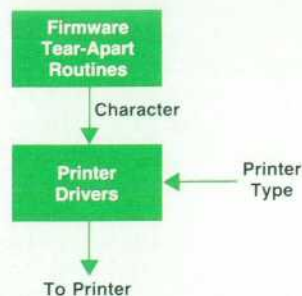 Firmware
Tear-Apart
Routines
Character
Printer
Drivers
Printer
Type
To Printer